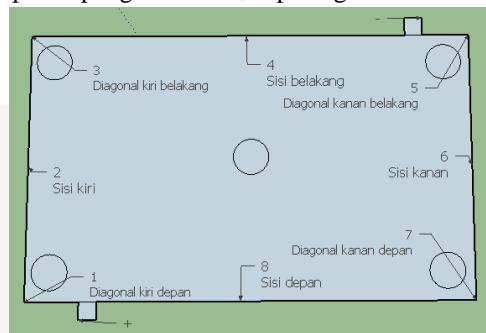 -
3
Diagonal kiri belakang
4
Sisi belakang
5
Diagonal kanan belakang
2
Sisi kiri
6
Sisi kanan
7
Diagonal kanan depan
1
Diagonal kiri depan
8
Sisi depan
+